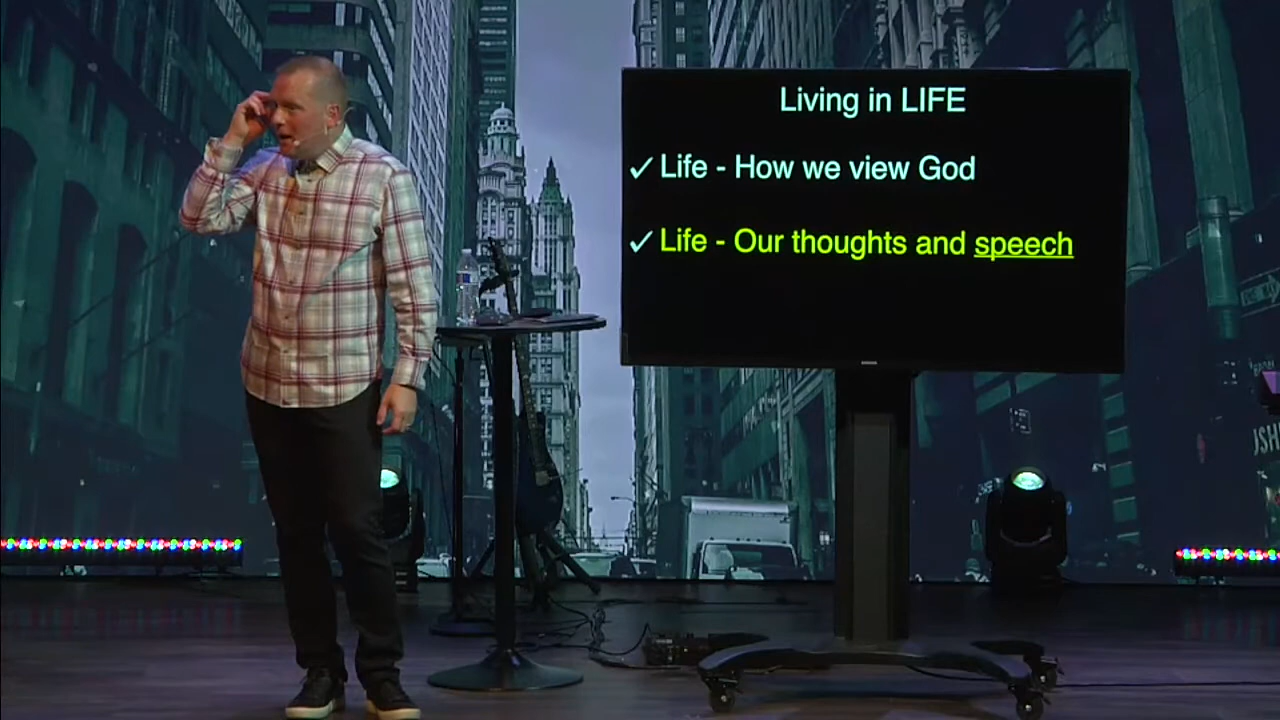 Living in LIFE
✓ Life - How we view God
✓ Life - Our thoughts and speech